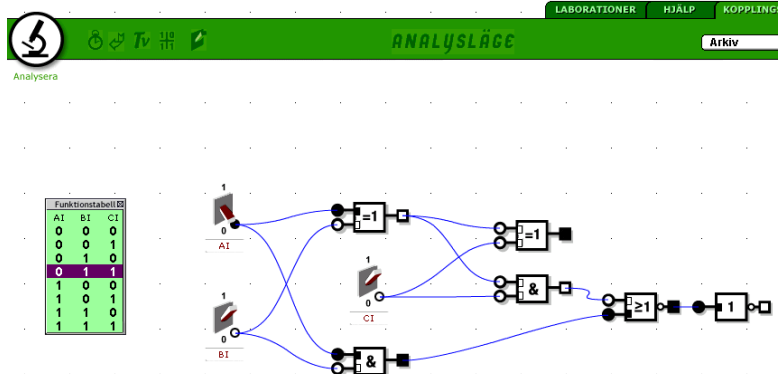 LABORATIONER HJÄLP KOPPLING
Tv ANALYSLÄGE Arkiv
Analysera
Funktionstabell
AI BI CI
0 0 0
0 0 1
0 1 0
0 1 1
1 0 0
1 0 1
1 1 0
1 1 1
1
0
AI
1
0
BI
1
0
CI
=1
=1
&
≥1
1
&